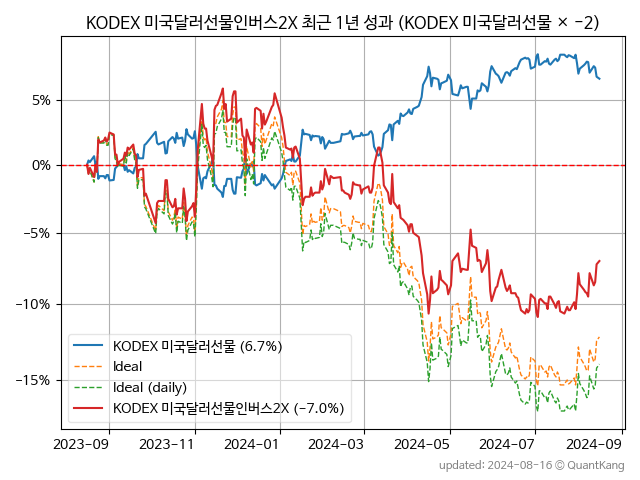 KODEX 미국달러선물인버스2X 최근 1년 성과 (KODEX 미국달러선물 × −2)
5%
0%
−5%
−10%
−15%
KODEX 미국달러선물 (6.7%)
Ideal
Ideal (daily)
KODEX 미국달러선물인버스2X (−7.0%)
2023−09 2023−11 2024−01 2024−03 2024−05 2024−07 2024−09
updated: 2024−08−16 © QuantKang